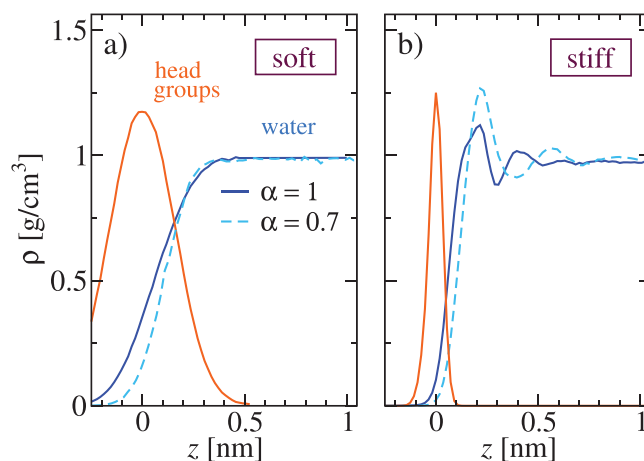 a)
soft
b)
stiff
head
groups
water
α = 1
α = 0.7
ρ [g/cm³]
1.5
1
0.5
0
0
0.5
1
z [nm]
0
0.5
1
z [nm]